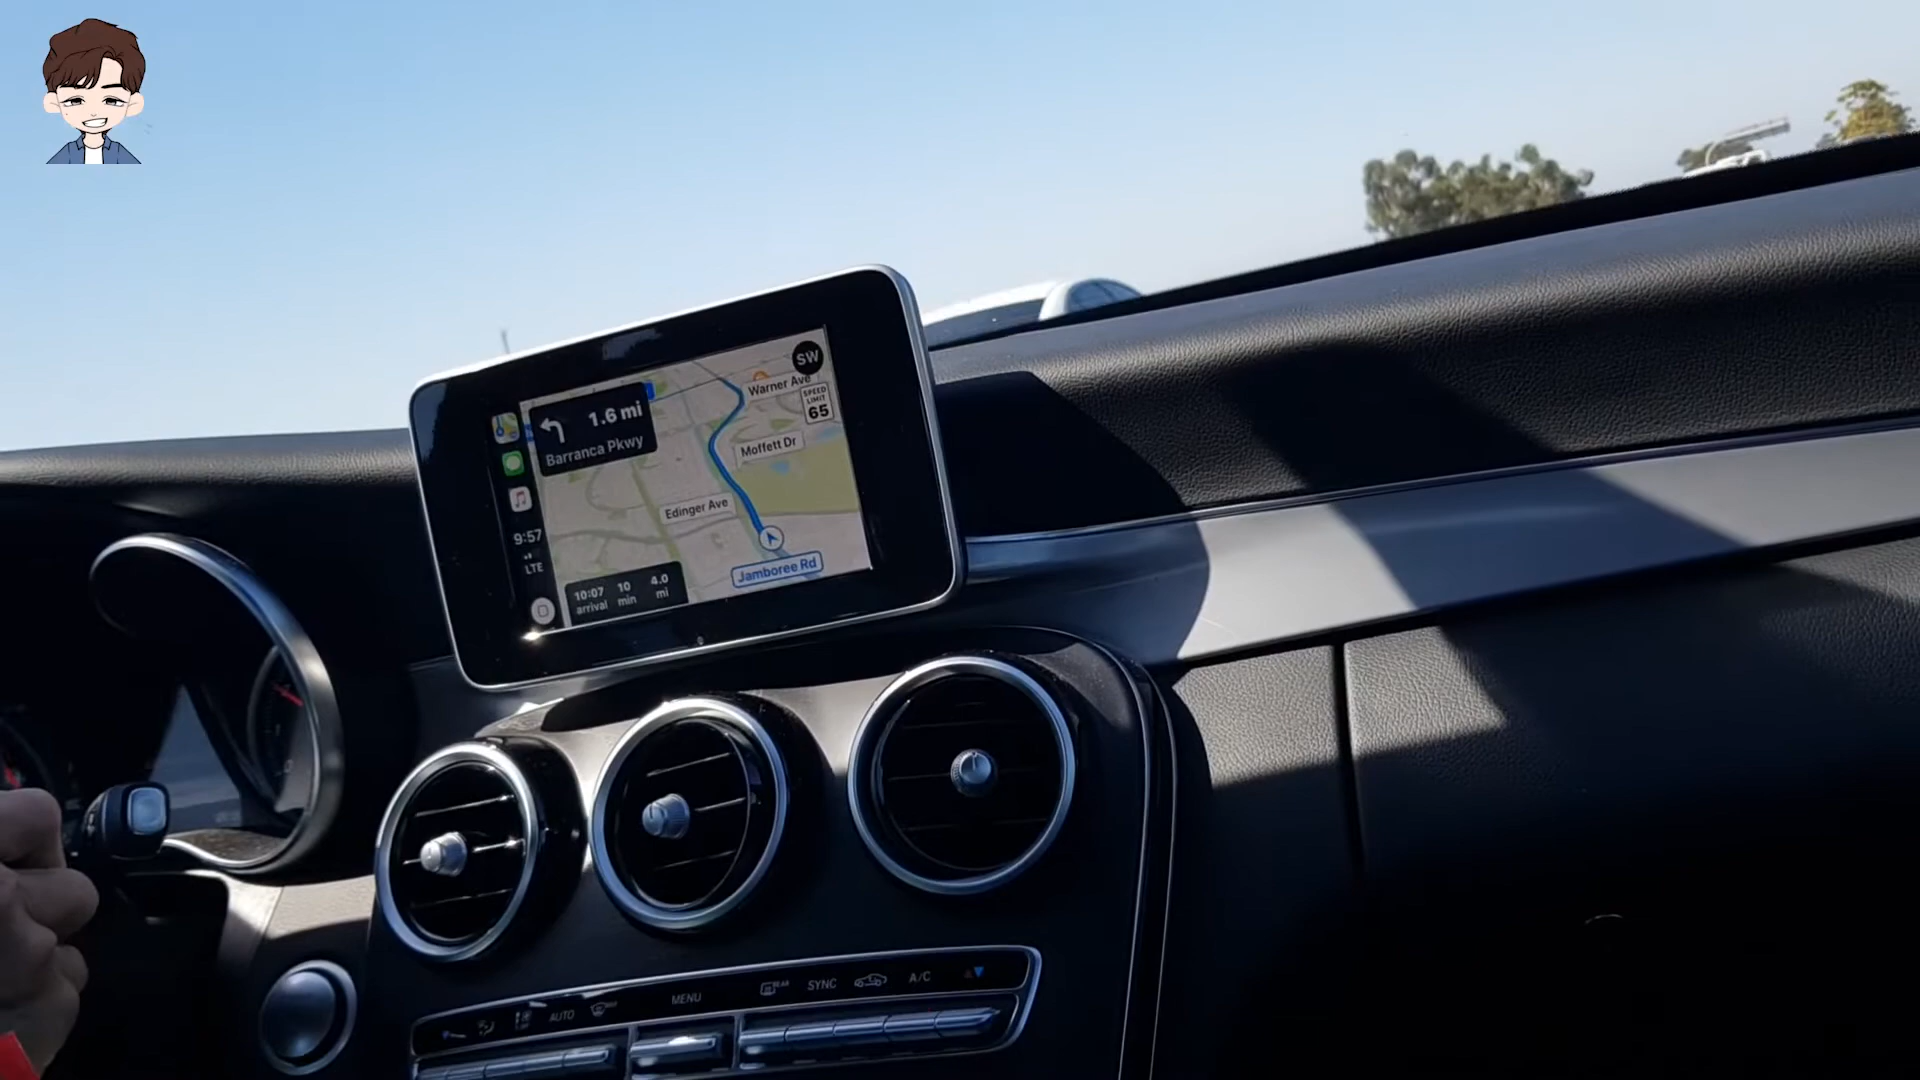 SW
Warner Ave
SPEED
LIMIT
65
1.6 mi
Barranca Pkwy
Moffett Dr
Edinger Ave
9:57
LTE
Jamboree Rd
10:07 10 4.0
arrival min mi
MENU
AUTO
REAR
SYNC
A/C